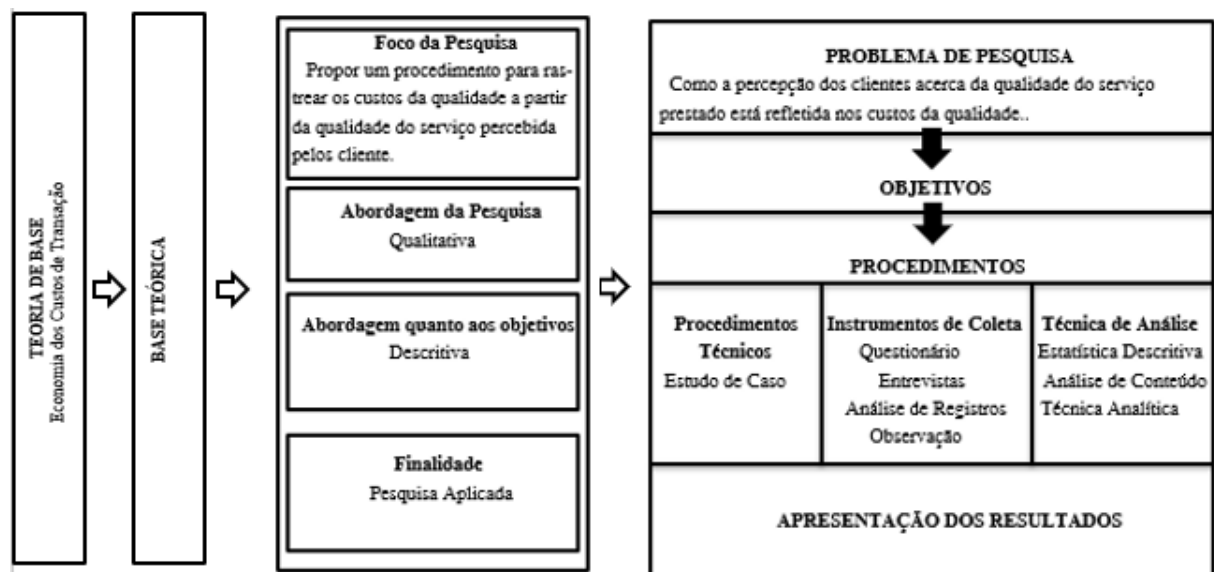 TEORIA DE BASE
Economia dos Custos de Transação
BASE TEÓRICA
Foco da Pesquisa
Propor um procedimento para ras-
trear os custos da qualidade a partir
da qualidade do serviço percebida
pelos cliente.
Abordagem da Pesquisa
Qualitativa
Abordagem quanto aos objetivos
Descritiva
Finalidade
Pesquisa Aplicada
PROBLEMA DE PESQUISA
Como a percepção dos clientes acerca da qualidade do serviço
prestado está refletida nos custos da qualidade..
OBJETIVOS
PROCEDIMENTOS
Procedimentos
Técnicos
Estudo de Caso
Instrumentos de Coleta
Questionário
Entrevistas
Análise de Registros
Observação
Técnica de Análise
Estatística Descritiva
Análise de Conteúdo
Técnica Analítica
APRESENTAÇÃO DOS RESULTADOS